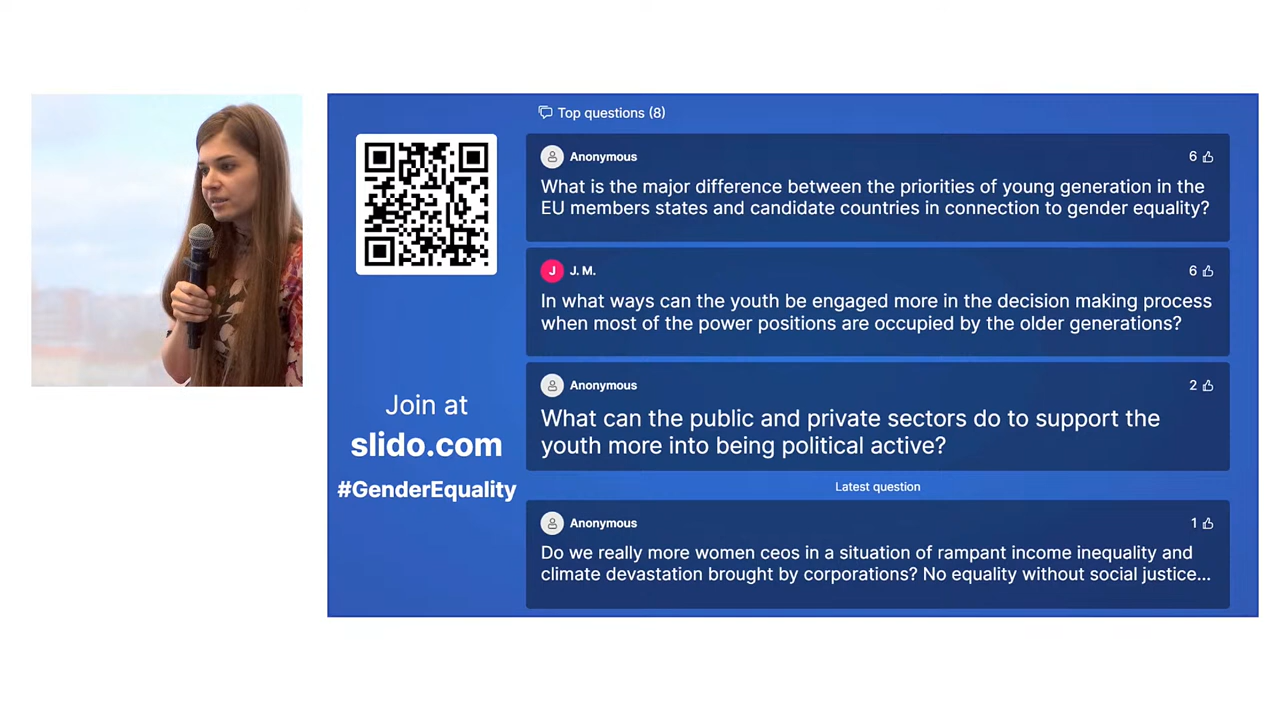 Top questions (8)
Anonymous
6
What is the major difference between the priorities of young generation in the
EU members states and candidate countries in connection to gender equality?
J
J. M.
6
In what ways can the youth be engaged more in the decision making process
when most of the power positions are occupied by the older generations?
Anonymous
2
What can the public and private sectors do to support the
youth more into being political active?
Latest question
Anonymous
1
Do we really more women ceos in a situation of rampant income inequality and
climate devastation brought by corporations? No equality without social justice...
Join at
slido.com
#GenderEquality